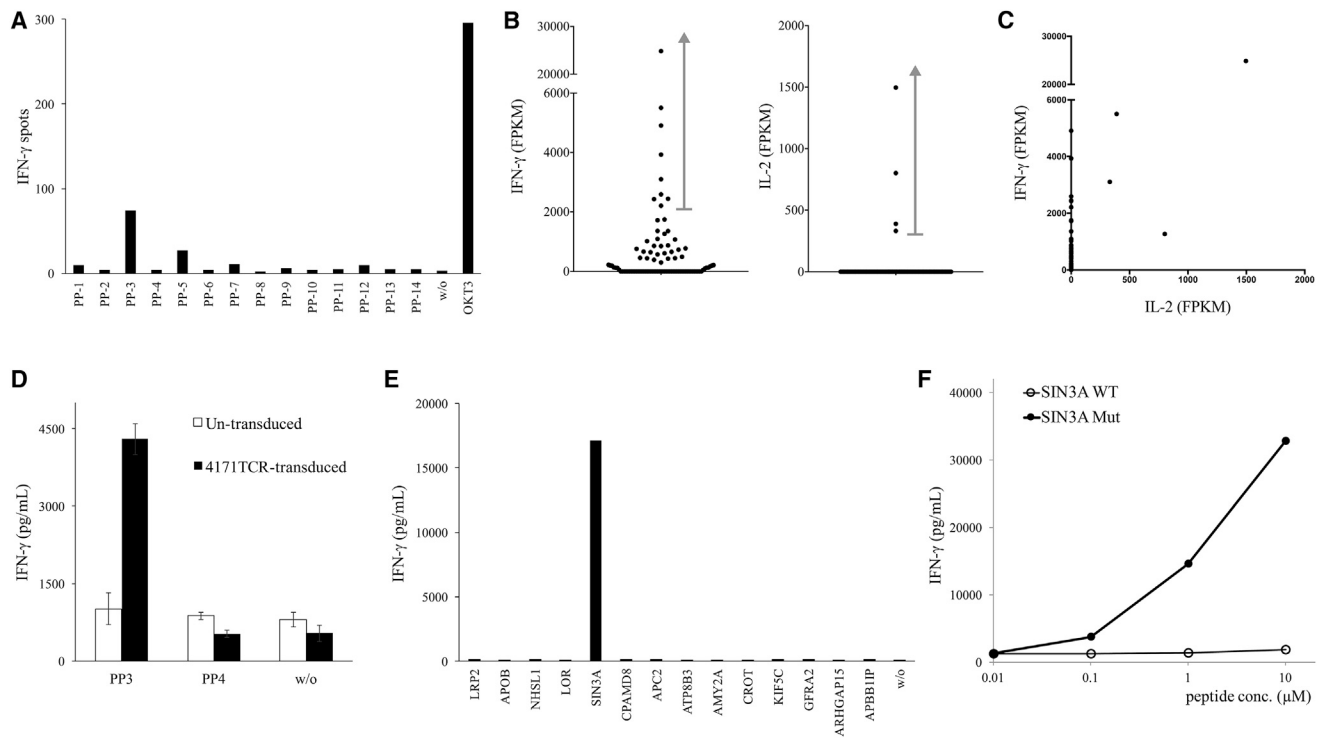 A
IFN-γ spots
300
200
100
0
PP-1
PP-2
PP-3
PP-4
PP-5
PP-6
PP-7
PP-8
PP-9
PP-10
PP-11
PP-12
PP-13
PP-14
w/o
OKT3
B
IFN-γ (FPKM)
30000
20000
6000
4000
2000
0
IL-2 (FPKM)
2000
1500
1000
500
0
C
IFN-γ (FPKM)
30000
20000
6000
4000
2000
0
0
500
1000
1500
2000
IL-2 (FPKM)
D
IFN-γ (pg/mL)
4500
3000
1500
0
Un-transduced
4171TCR-transduced
PP3
PP4
w/o
E
IFN-γ (pg/mL)
20000
15000
10000
5000
0
LRP2
APOB
NHSL1
LOR
SIN3A
CPAMD8
APC2
ATP8B3
AMY2A
CROT
KIF5C
GFRA2
ARHGAP15
APBB1IP
w/o
F
IFN-γ (pg/mL)
40000
30000
20000
10000
0
SIN3A WT
SIN3A Mut
0.01
0.1
1
10
peptide conc. (μM)